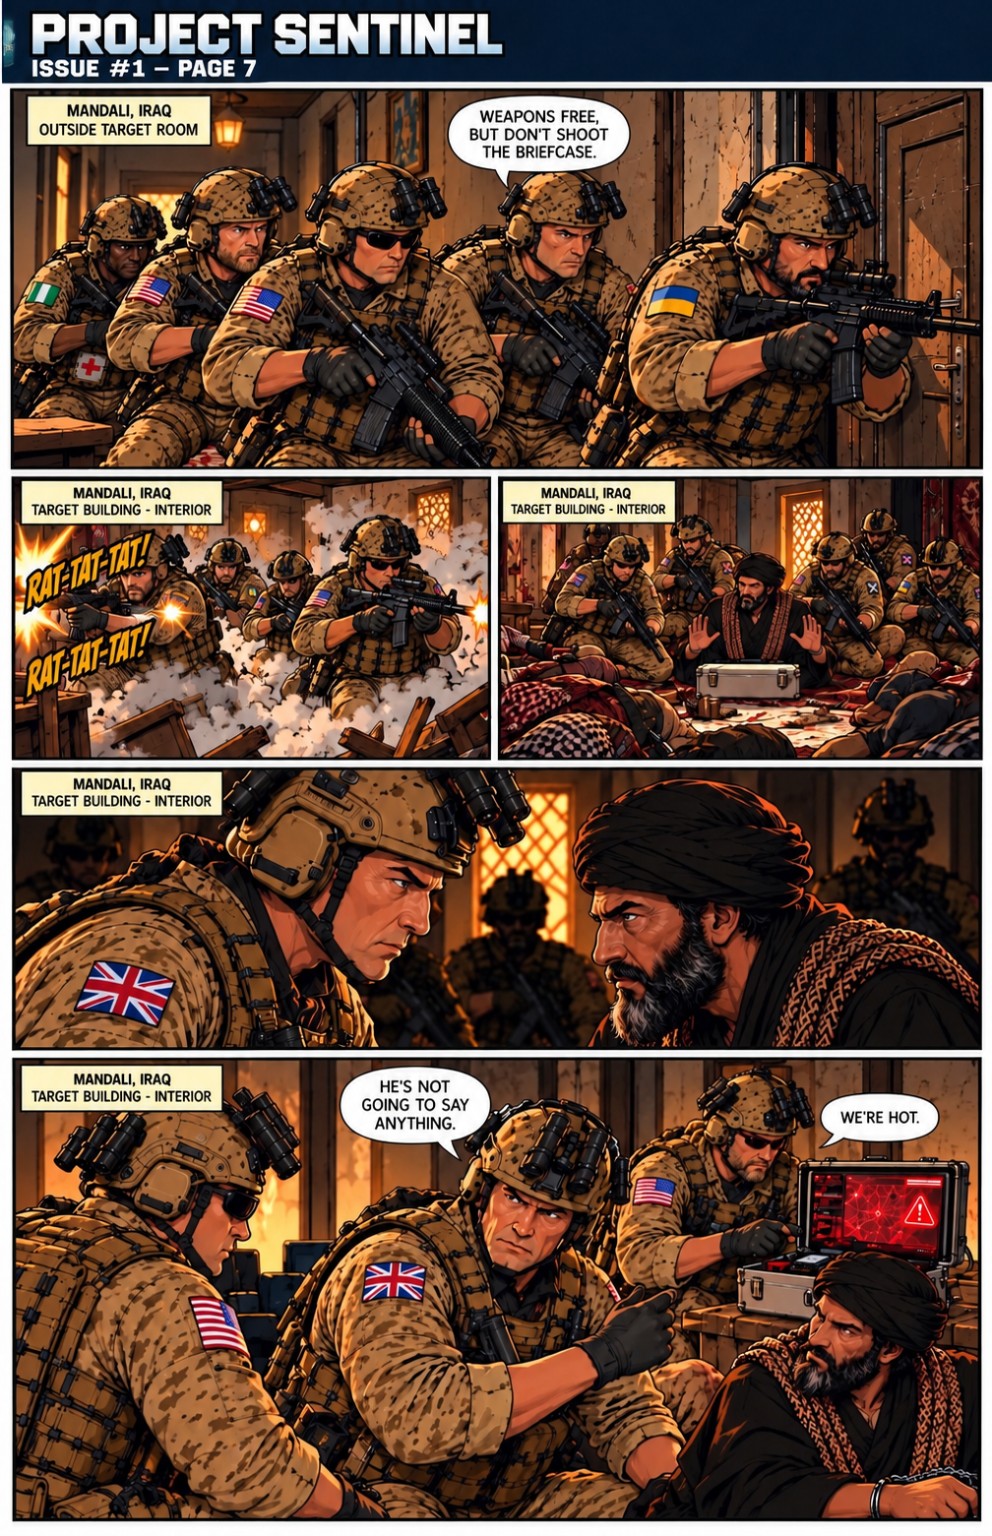 PROJECT SENTINEL
ISSUE #1 – PAGE 7
MANDALI, IRAQ
OUTSIDE TARGET ROOM
WEAPONS FREE,
BUT DON'T SHOOT
THE BRIEFCASE.
MANDALI, IRAQ
TARGET BUILDING - INTERIOR
RAT-TAT-TAT!
RAT-TAT-TAT!
MANDALI, IRAQ
TARGET BUILDING - INTERIOR
MANDALI, IRAQ
TARGET BUILDING - INTERIOR
MANDALI, IRAQ
TARGET BUILDING - INTERIOR
HE'S NOT
GOING TO SAY
ANYTHING.
WE'RE HOT.